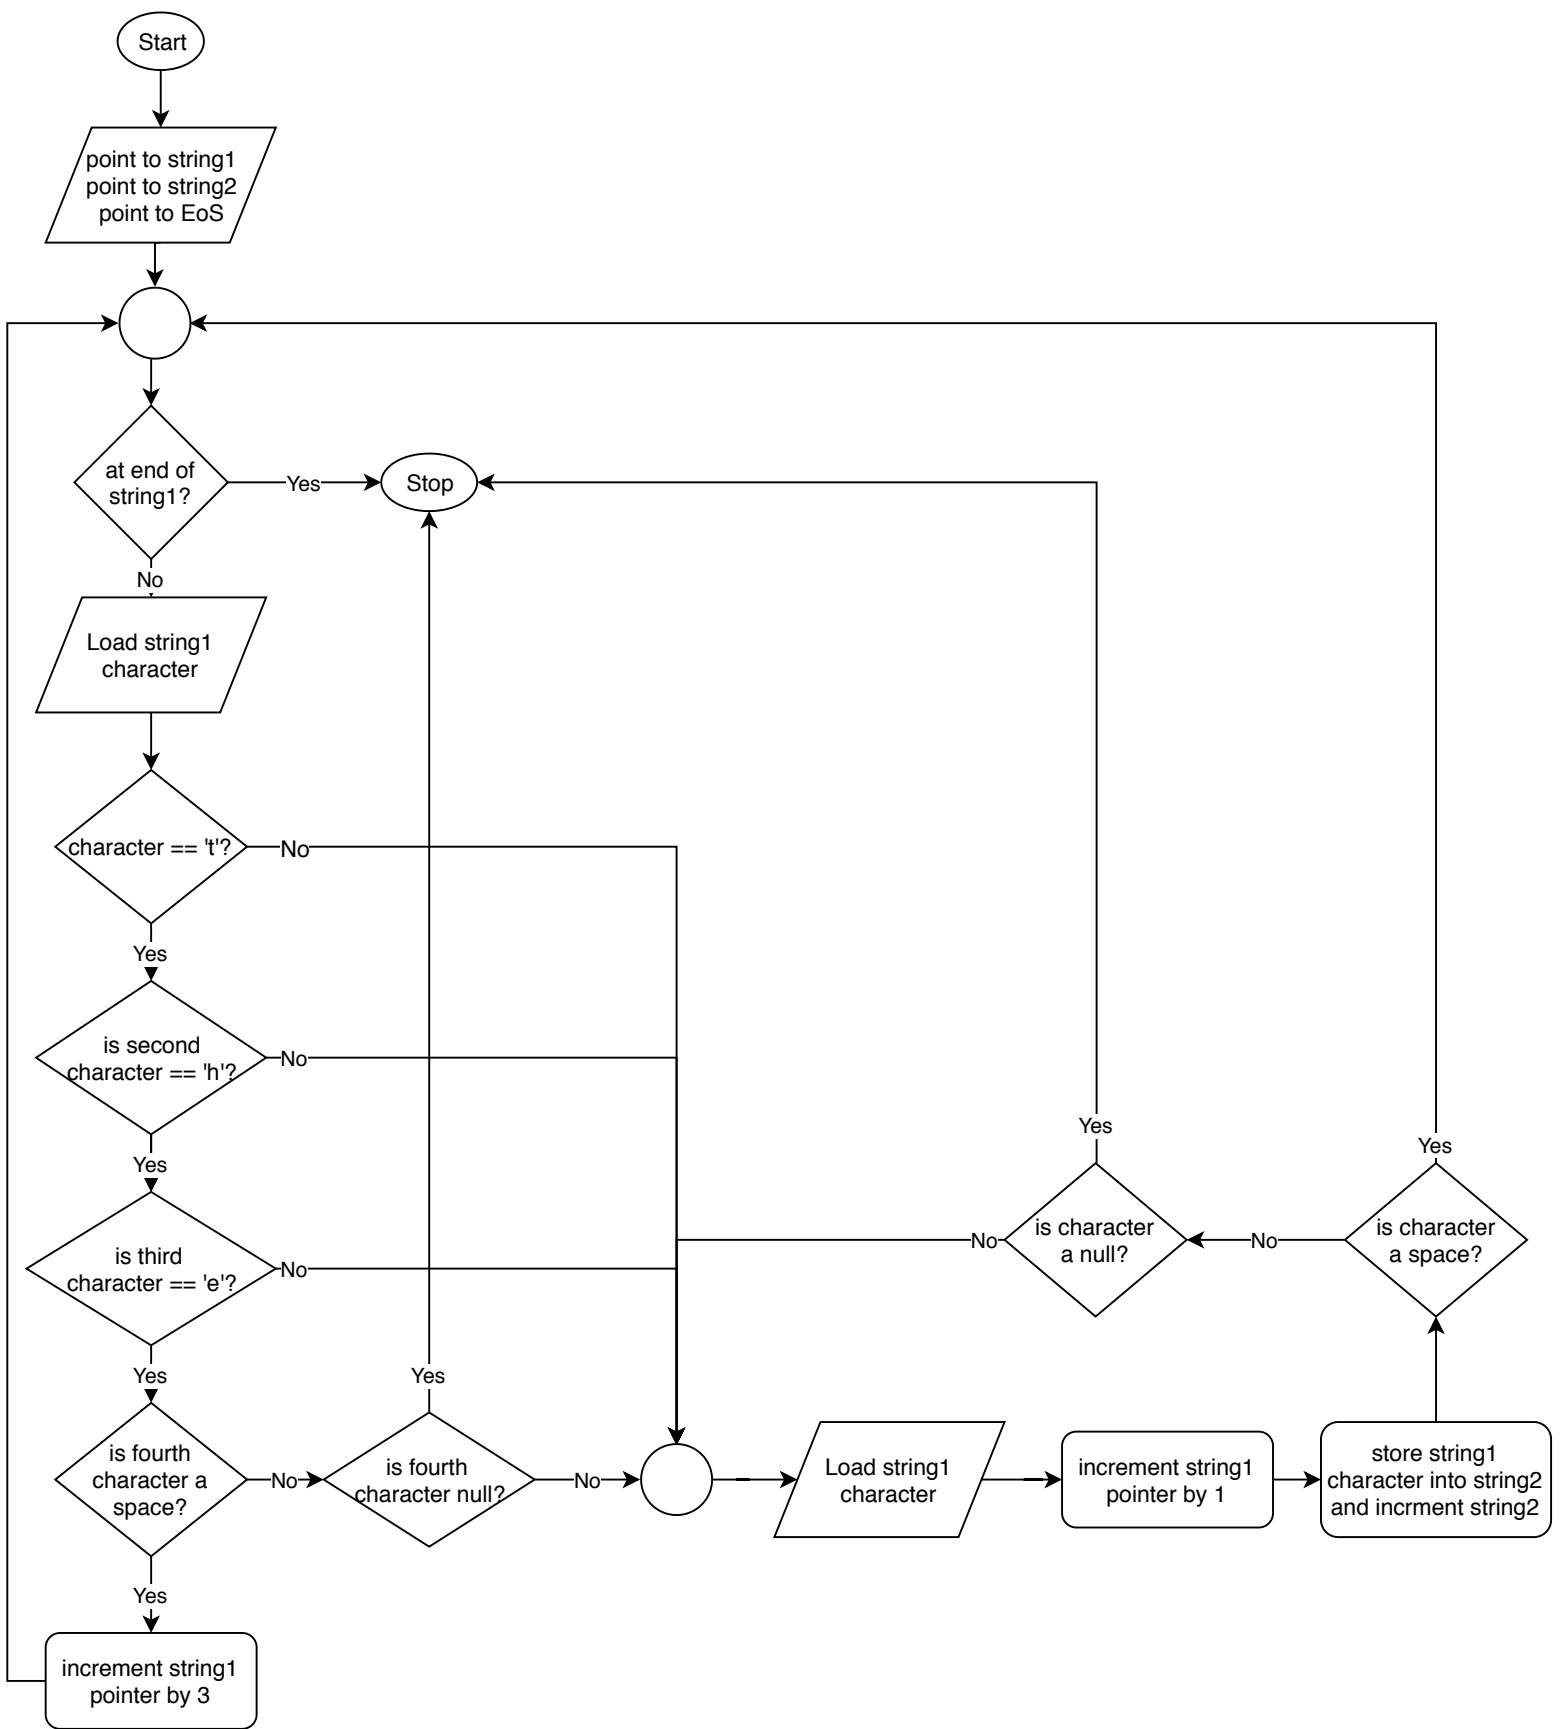 Start
point to string1
point to string2
point to EoS
at end of
string1?
Yes
Stop
No
Load string1
character
character == 't'?
No
Yes
is second
character == 'h'?
No
Yes
is third
character == 'e'?
No
Yes
is fourth
character a
space?
No
is fourth
character null?
Yes
No
Load string1
character
increment string1
pointer by 1
store string1
character into string2
and incrment string2
is character
a space?
Yes
No
is character
a null?
Yes
No
Yes
increment string1
pointer by 3